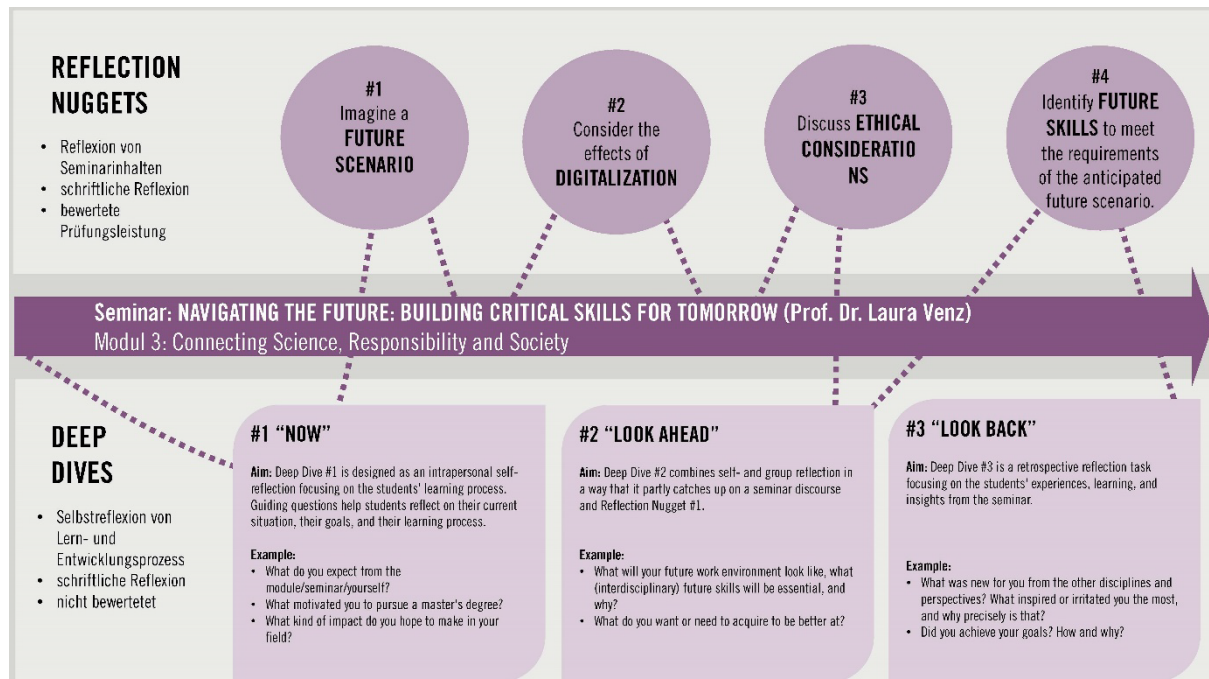 REFLECTION
NUGGETS
• Reflexion von
Seminarinhalten
• schriftliche Reflexion
• bewertete
Prüfungsleistung
#1
Imagine a
FUTURE
SCENARIO
#2
Consider the
effects of
DIGITALIZATION
#3
Discuss ETHICAL
CONSIDERATIO
NS
#4
Identify FUTURE
SKILLS to meet
the requirements
of the anticipated
future scenario.
Seminar: NAVIGATING THE FUTURE: BUILDING CRITICAL SKILLS FOR TOMORROW (Prof. Dr. Laura Venz)
Modul 3: Connecting Science, Responsibility and Society
DEEP
DIVES
• Selbstreflexion von
Lern- und
Entwicklungsprozess
• schriftliche Reflexion
• nicht bewertetet
#1 “NOW”
Aim: Deep Dive #1 is designed as an intrapersonal self-
reflection focusing on the students' learning process.
Guiding questions help students reflect on their current
situation, their goals, and their learning process.
Example:
• What do you expect from the
module/seminar/yourself?
• What motivated you to pursue a master's degree?
• What kind of impact do you hope to make in your
field?
#2 “LOOK AHEAD”
Aim: Deep Dive #2 combines self- and group reflection in
a way that it partly catches up on a seminar discourse
and Reflection Nugget #1.
Example:
• What will your future work environment look like, what
(interdisciplinary) future skills will be essential, and
why?
• What do you want or need to acquire to be better at?
#3 “LOOK BACK”
Aim: Deep Dive #3 is a retrospective reflection task
focusing on the students' experiences, learning, and
insights from the seminar.
Example:
• What was new for you from the other disciplines and
perspectives? What inspired or irritated you the most,
and why precisely is that?
• Did you achieve your goals? How and why?